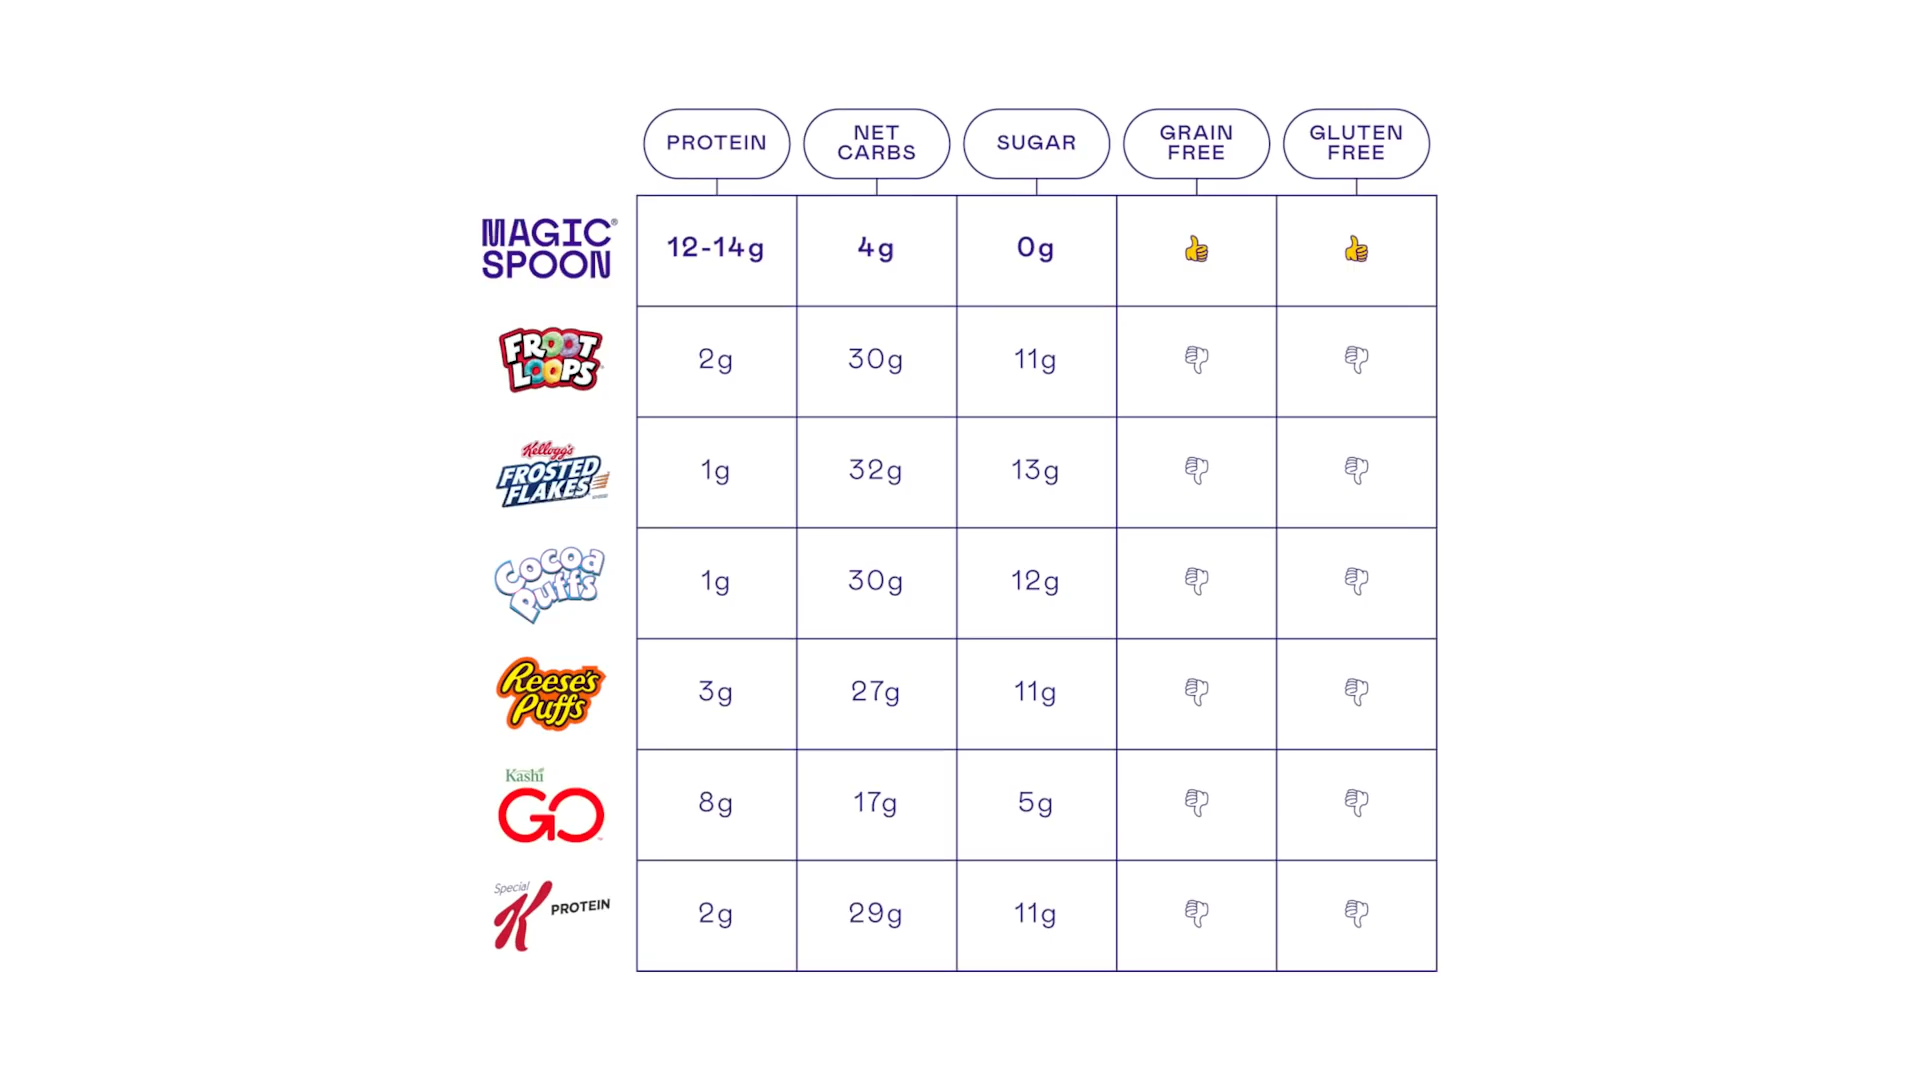 PROTEIN
NET
CARBS
SUGAR
GRAIN
FREE
GLUTEN
FREE
MAGIC®
SPOON
12-14g
4g
0g
FROOT
LOOPS
2g
30g
11g
Kellogg's
FROSTED
FLAKES
1g
32g
13g
Cocoa
Puffs
1g
30g
12g
Reese's
Puffs
3g
27g
11g
Kashi
GO
8g
17g
5g
Special
K PROTEIN
2g
29g
11g